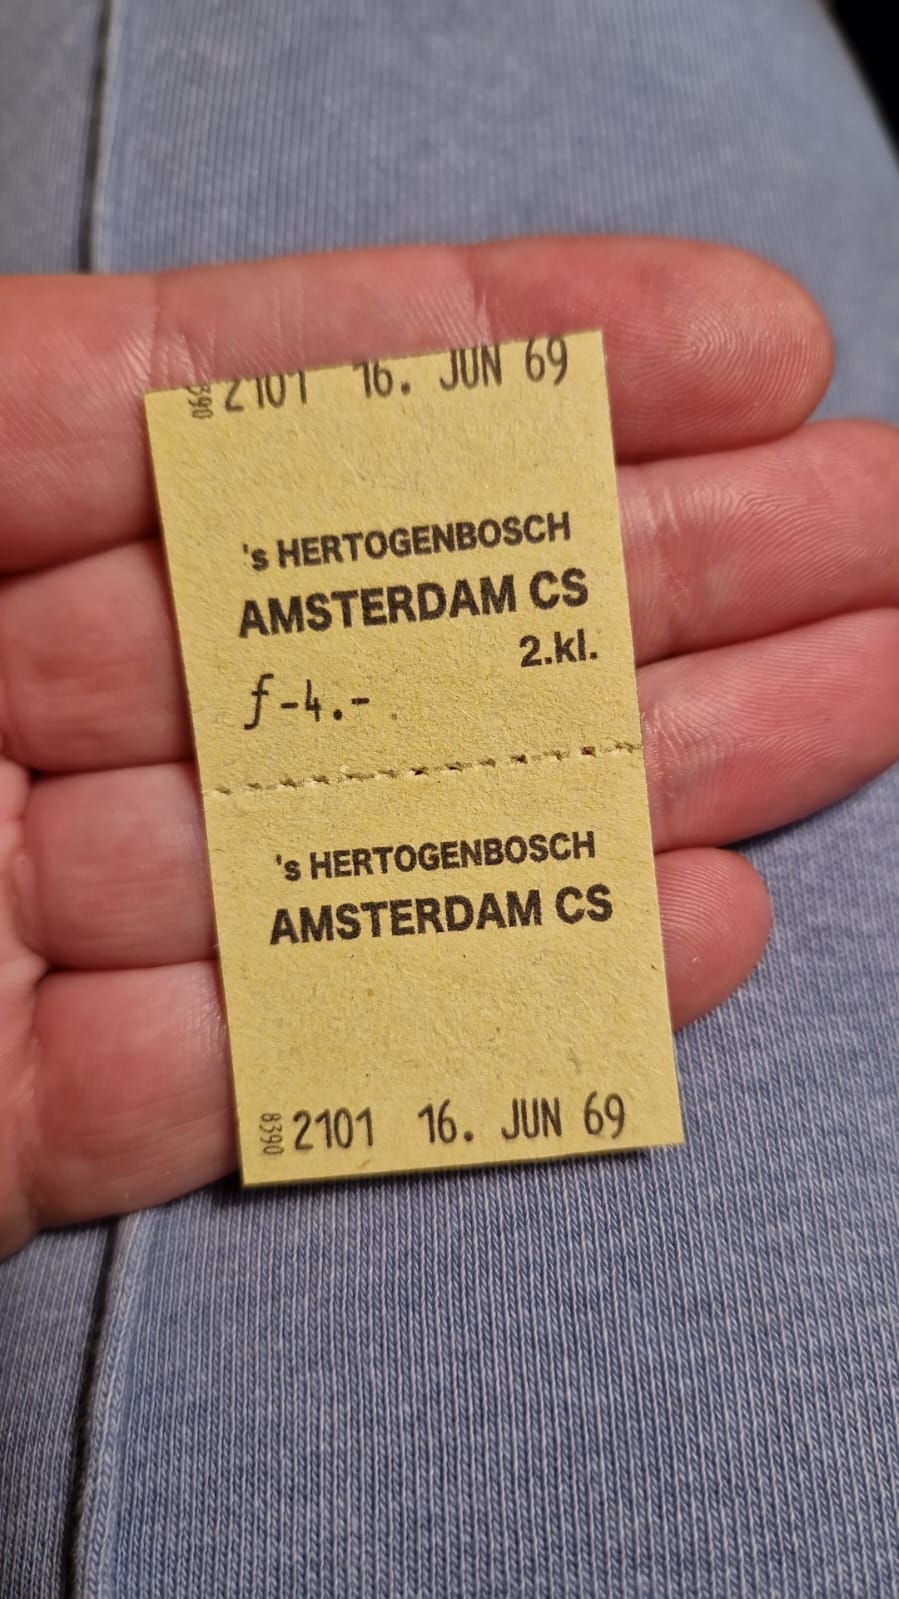 8390 2101 16. JUN 69
's HERTOGENBOSCH
AMSTERDAM CS
2.kl.
f-4.-
's HERTOGENBOSCH
AMSTERDAM CS
8390 2101 16. JUN 69